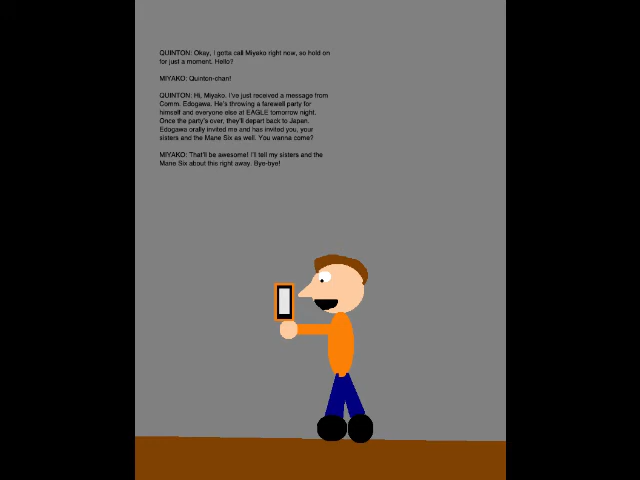 QUINTON: Okay, I gotta call Miyako right now, so hold on
for just a moment. Hello?
MIYAKO: Quinton-chan!
QUINTON: Hi, Miyako. I've just received a message from
Comm. Edogawa. He's throwing a farewell party for
himself and everyone else at EAGLE tomorrow night.
Once the party's over, they'll depart back to Japan.
Edogawa orally invited me and has invited you, your
sisters and the Mane Six as well. You wanna come?
MIYAKO: That'll be awesome! I'll tell my sisters and the
Mane Six about this right away. Bye-bye!